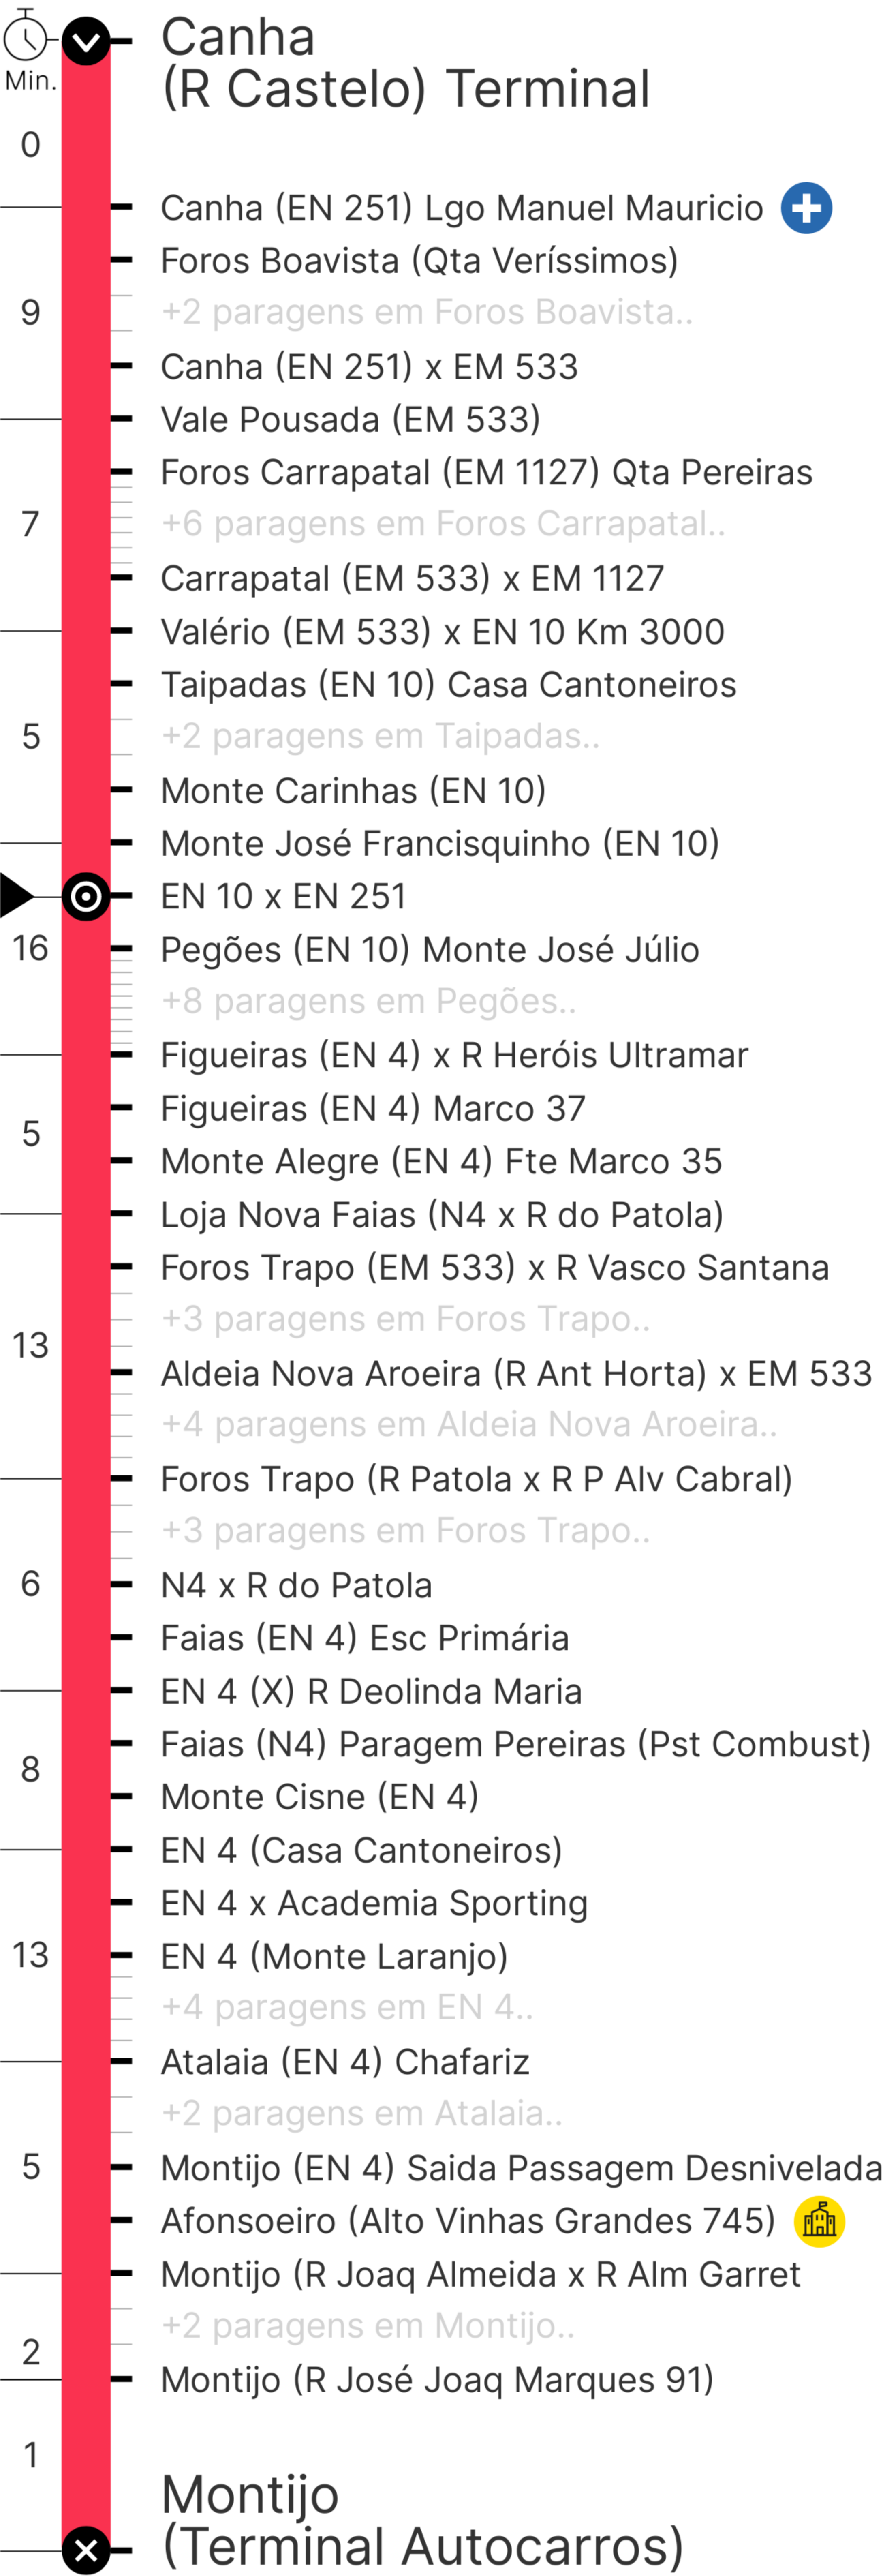 Canha
(R Castelo) Terminal
Min.
0
Canha (EN 251) Lgo Manuel Mauricio
Foros Boavista (Qta Veríssimos)
9
+2 paragens em Foros Boavista..
Canha (EN 251) x EM 533
Vale Pousada (EM 533)
Foros Carrapatal (EM 1127) Qta Pereiras
7
+6 paragens em Foros Carrapatal..
Carrapatal (EM 533) x EM 1127
Valério (EM 533) x EN 10 Km 3000
Taipadas (EN 10) Casa Cantoneiros
5
+2 paragens em Taipadas..
Monte Carinhas (EN 10)
Monte José Francisquinho (EN 10)
EN 10 x EN 251
16
Pegões (EN 10) Monte José Júlio
+8 paragens em Pegões..
Figueiras (EN 4) x R Heróis Ultramar
Figueiras (EN 4) Marco 37
5
Monte Alegre (EN 4) Fte Marco 35
Loja Nova Faias (N4 x R do Patola)
Foros Trapo (EM 533) x R Vasco Santana
+3 paragens em Foros Trapo..
13
Aldeia Nova Aroeira (R Ant Horta) x EM 533
+4 paragens em Aldeia Nova Aroeira..
Foros Trapo (R Patola x R P Alv Cabral)
+3 paragens em Foros Trapo..
6
N4 x R do Patola
Faias (EN 4) Esc Primária
EN 4 (X) R Deolinda Maria
Faias (N4) Paragem Pereiras (Pst Combust)
8
Monte Cisne (EN 4)
EN 4 (Casa Cantoneiros)
EN 4 x Academia Sporting
13
EN 4 (Monte Laranjo)
+4 paragens em EN 4..
Atalaia (EN 4) Chafariz
+2 paragens em Atalaia..
5
Montijo (EN 4) Saida Passagem Desnivelada
Afonsoeiro (Alto Vinhas Grandes 745)
Montijo (R Joaq Almeida x R Alm Garret
+2 paragens em Montijo..
2
Montijo (R José Joaq Marques 91)
1
Montijo
(Terminal Autocarros)